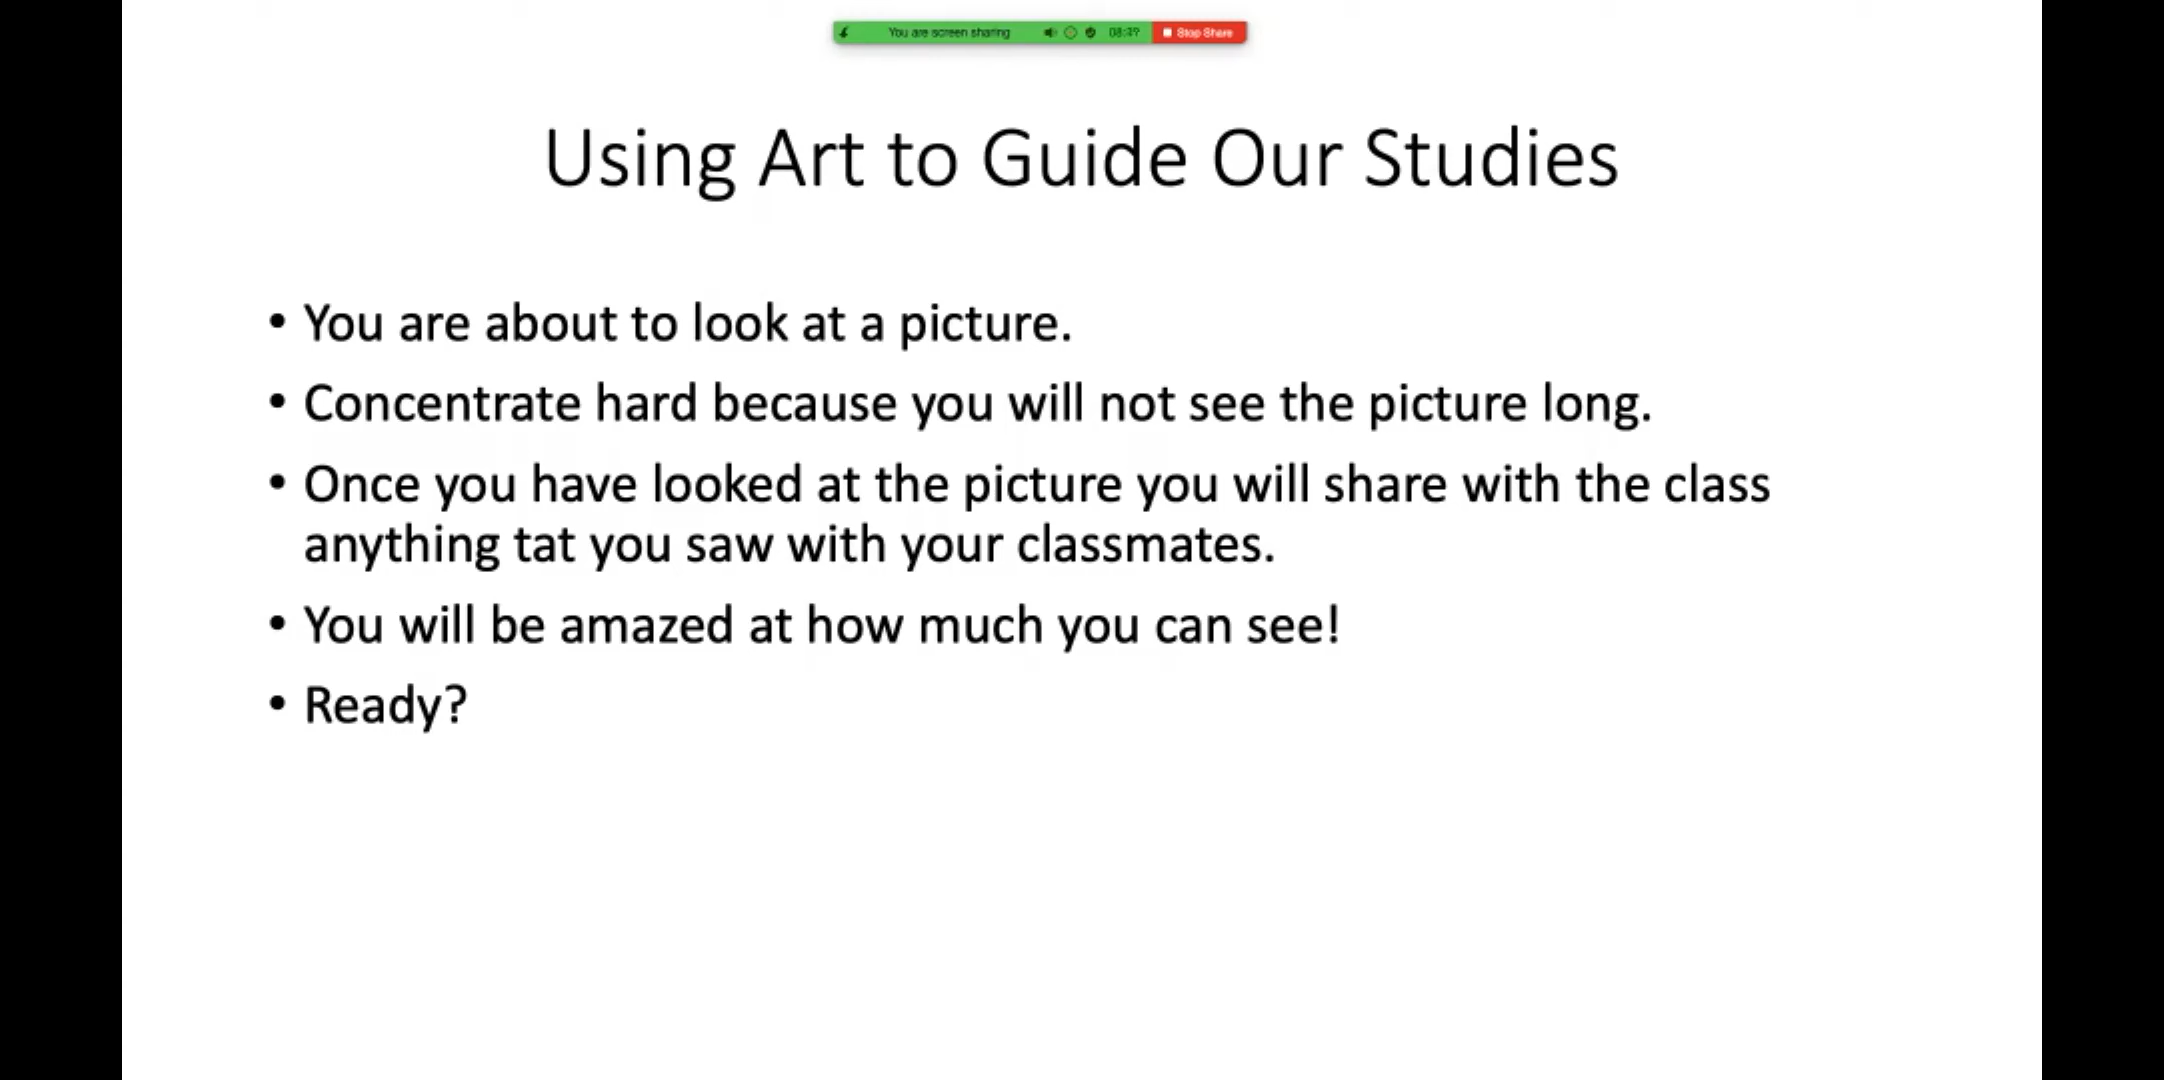 You are screen sharing
Stop Share
Using Art to Guide Our Studies
• You are about to look at a picture.
• Concentrate hard because you will not see the picture long.
• Once you have looked at the picture you will share with the class
anything tat you saw with your classmates.
• You will be amazed at how much you can see!
• Ready?